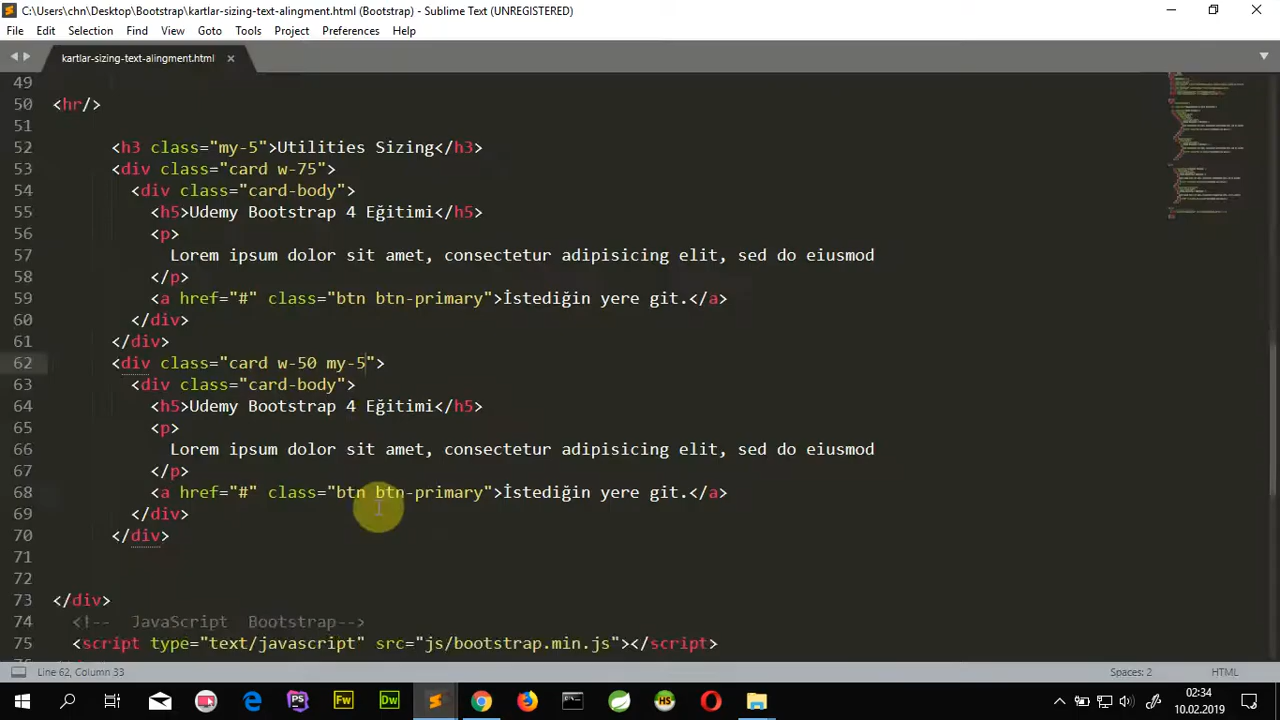 C:\Users\chn\Desktop\Bootstrap\kartlar-sizing-text-alingment.html (Bootstrap) - Sublime Text (UNREGISTERED)
File Edit Selection Find View Goto Tools Project Preferences Help
kartlar-sizing-text-alingment.html
49
50 <hr/>
51
52 <h3 class="my-5">Utilities Sizing</h3>
53 <div class="card w-75">
54 <div class="card-body">
55 <h5>Udemy Bootstrap 4 Eğitimi</h5>
56 <p>
57 Lorem ipsum dolor sit amet, consectetur adipisicing elit, sed do eiusmod
58 </p>
59 <a href="#" class="btn btn-primary">İstediğin yere git.</a>
60 </div>
61 </div>
62 <div class="card w-50 my-5">
63 <div class="card-body">
64 <h5>Udemy Bootstrap 4 Eğitimi</h5>
65 <p>
66 Lorem ipsum dolor sit amet, consectetur adipisicing elit, sed do eiusmod
67 </p>
68 <a href="#" class="btn btn-primary">İstediğin yere git.</a>
69 </div>
70 </div>
71
72
73 </div>
74 <!-- JavaScript Bootstrap-->
75 <script type="text/javascript" src="js/bootstrap.min.js"></script>
Line 62, Column 33 Spaces: 2 HTML
PS Fw Dw HS 02:34
10.02.2019